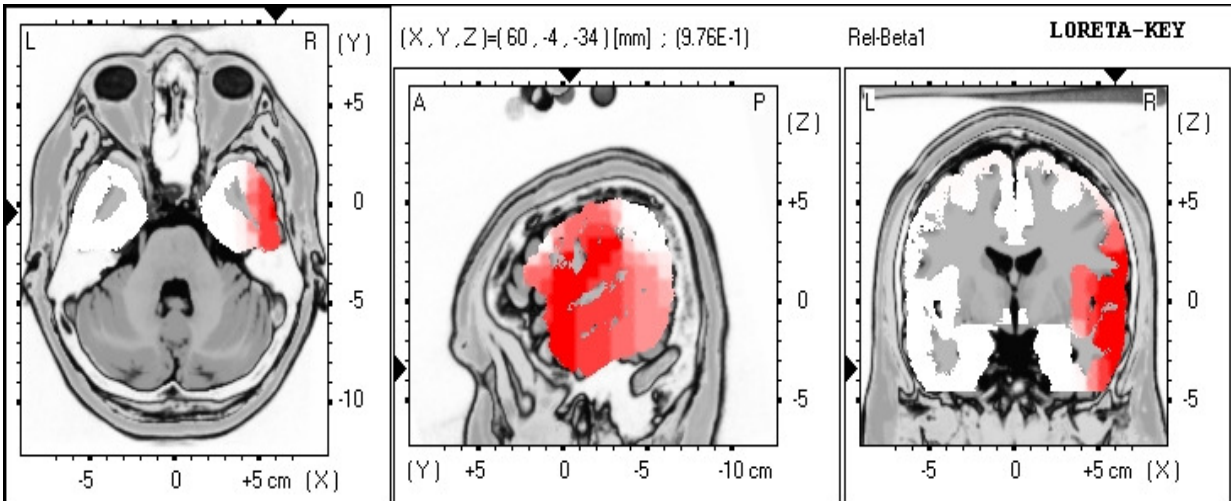 (X, Y, Z)=( 60, -4, -34) [mm] ; (9.76E-1)
Rel-Beta1
LORETA-KEY
L R (Y)
+5
0
-5
-10
-5 0 +5 cm (X)
A P (Z)
+5
0
-5
(Y) +5 0 -5 -10 cm
L R (Z)
+5
0
-5
-5 0 +5 cm (X)